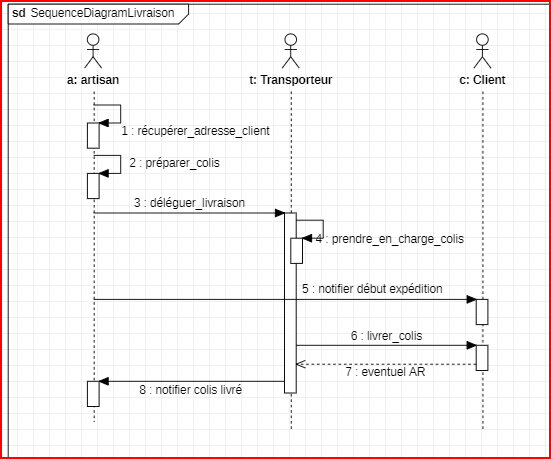 sd SequenceDiagramLivraison
a: artisan
t: Transporteur
c: Client
1 : récupérer_adresse_client
2 : préparer_colis
3 : déléguer_livraison
4 : prendre_en_charge_colis
5 : notifier début expédition
6 : livrer_colis
7 : eventuel AR
8 : notifier colis livré